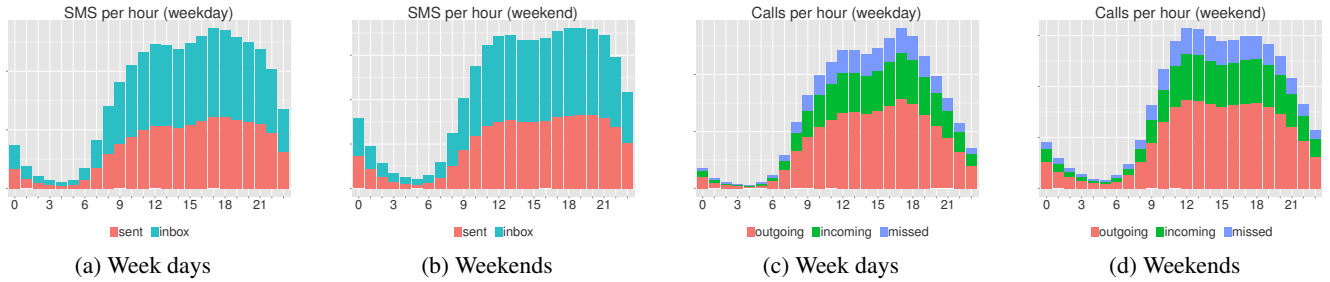 SMS per hour (weekday)
0 3 6 9 12 15 18 21
sent inbox
(a) Week days
SMS per hour (weekend)
0 3 6 9 12 15 18 21
sent inbox
(b) Weekends
Calls per hour (weekday)
0 3 6 9 12 15 18 21
outgoing incoming missed
(c) Week days
Calls per hour (weekend)
0 3 6 9 12 15 18 21
outgoing incoming missed
(d) Weekends